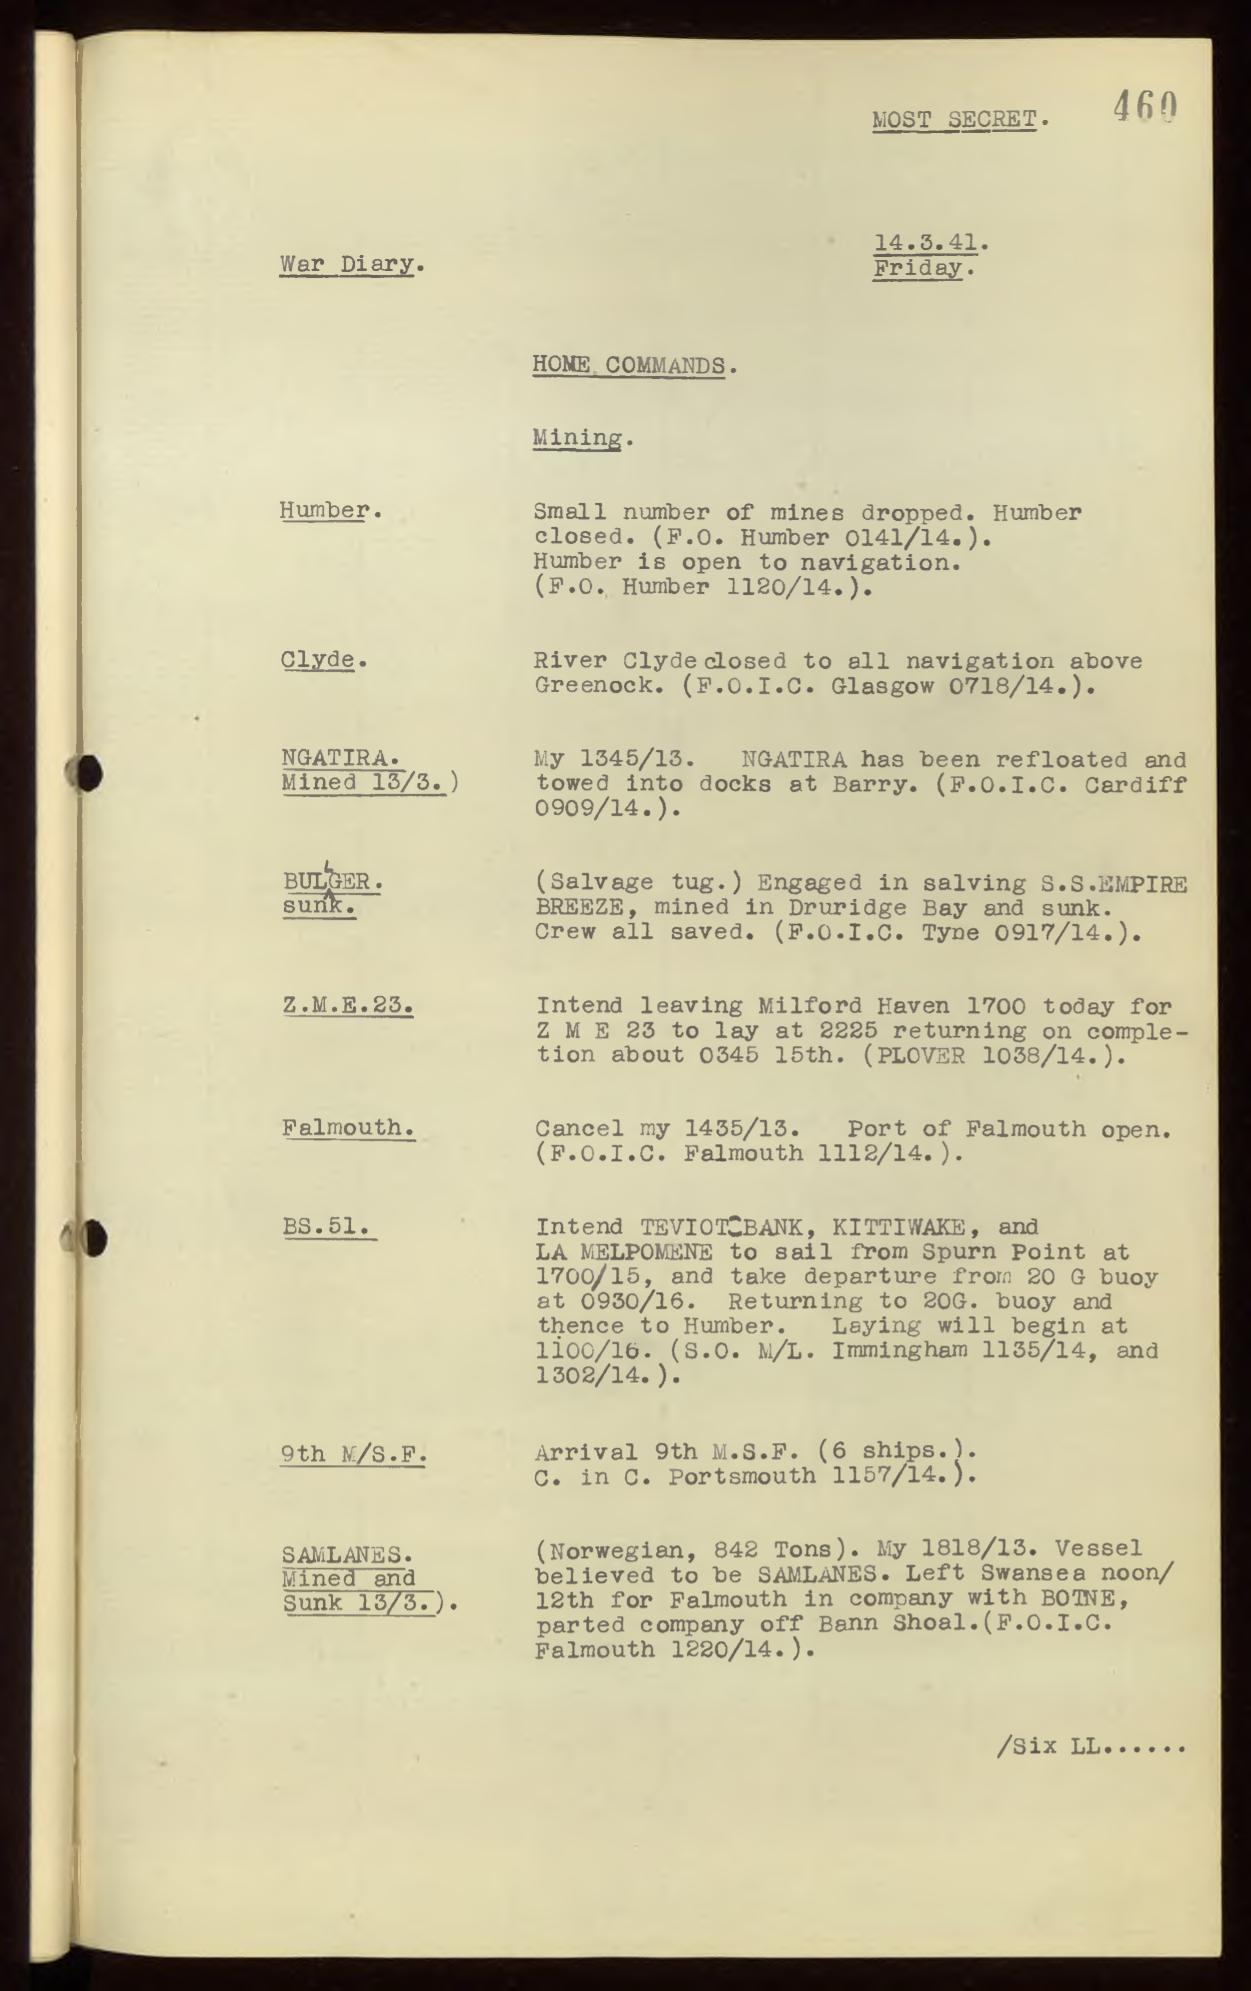 MOST SECRET.
460
14.3.41.
Friday.
War Diary.
HOME COMMANDS.
Mining.
Humber.
Small number of mines dropped. Humber
closed. (F.O. Humber 0141/14.).
Humber is open to navigation.
(F.O. Humber 1120/14.).
Clyde.
River Clyde closed to all navigation above
Greenock. (F.O.I.C. Glasgow 0718/14.).
NGATIRA.
Mined 13/3.)
My 1345/13. NGATIRA has been refloated and
towed into docks at Barry. (F.O.I.C. Cardiff
0909/14.).
BULLGER.
sunk.
(Salvage tug.) Engaged in salving S.S.EMPIRE
BREEZE, mined in Druridge Bay and sunk.
Crew all saved. (F.O.I.C. Tyne 0917/14.).
Z.M.E.23.
Intend leaving Milford Haven 1700 today for
Z M E 23 to lay at 2225 returning on comple-
tion about 0345 15th. (PLOVER 1038/14.).
Falmouth.
Cancel my 1435/13. Port of Falmouth open.
(F.O.I.C. Falmouth 1112/14.).
BS.51.
Intend TEVIOTBANK, KITTIWAKE, and
LA MELPOMENE to sail from Spurn Point at
1700/15, and take departure from 20 G buoy
at 0930/16. Returning to 20G. buoy and
thence to Humber. Laying will begin at
1100/16. (S.O. M/L. Immingham 1135/14, and
1302/14.).
9th M/S.F.
Arrival 9th M.S.F. (6 ships.).
C. in C. Portsmouth 1157/14.).
SAMLANES.
Mined and
Sunk 13/3.).
(Norwegian, 842 Tons). My 1818/13. Vessel
believed to be SAMLANES. Left Swansea noon/
12th for Falmouth in company with BOTNE,
parted company off Bann Shoal.(F.O.I.C.
Falmouth 1220/14.).
/Six LL......